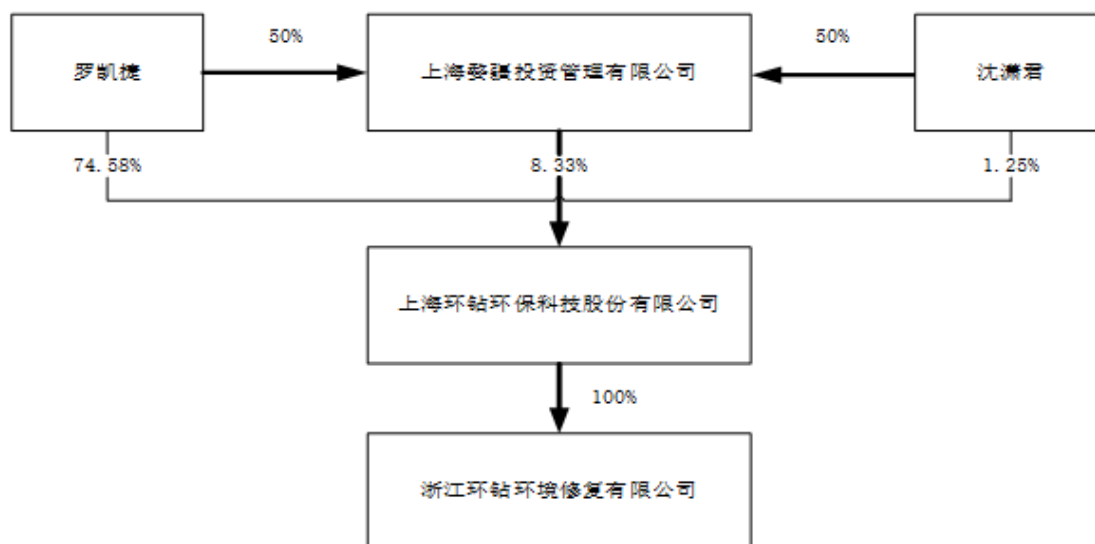 50%
50%
罗凯捷
上海婺疆投资管理有限公司
沈潇君
74.58%
8.33%
1.25%
上海环钻环保科技股份有限公司
100%
浙江环钻环境修复有限公司